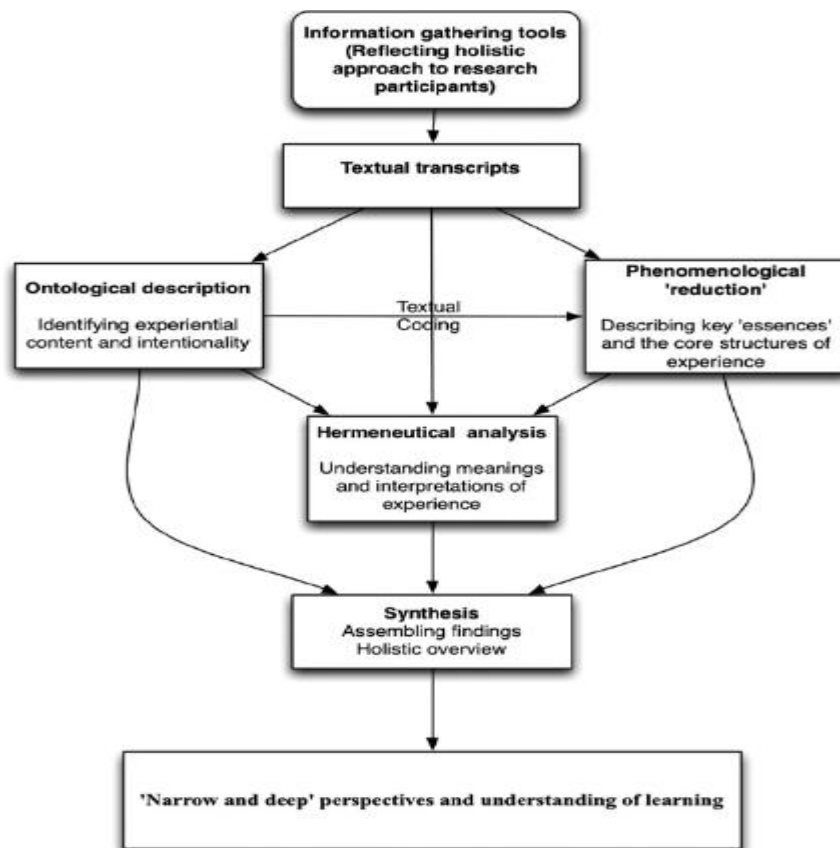 Information gathering tools
(Reflecting holistic
approach to research
participants)
Textual transcripts
Ontological description
Identifying experiential
content and intentionality
Textual
Coding
Phenomenological
'reduction'
Describing key 'essences'
and the core structures of
experience
Hermeneutical analysis
Understanding meanings
and interpretations of
experience
Synthesis
Assembling findings
Holistic overview
'Narrow and deep' perspectives and understanding of learning